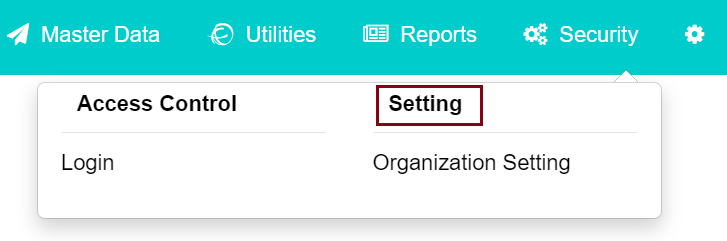 Master Data Utilities Reports Security
Access Control Setting
Login Organization Setting